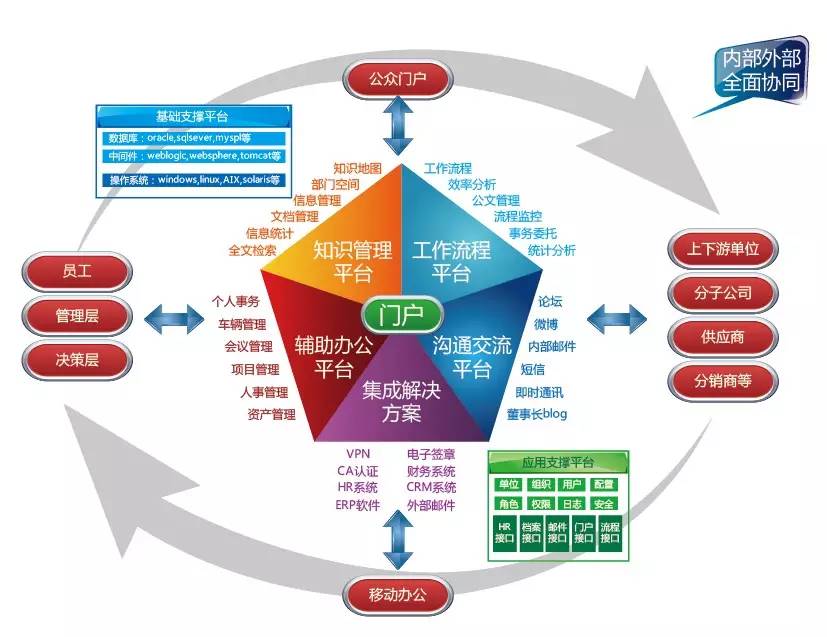 公众门户
内部外部
全面协同
基础支撑平台
数据库：oracle,sqlsever,myspl等
中间件：weblogic,websphere,tomcat等
操作系统：windows,linux,AIX,solaris等
知识地图
部门空间
信息管理
文档管理
信息统计
全文检索
工作流程
效率分析
公文管理
流程监控
事务委托
统计分析
知识管理
平台
工作流程
平台
员工
管理层
决策层
上下游单位
分子公司
供应商
分销商等
个人事务
车辆管理
会议管理
项目管理
人事管理
资产管理
门户
辅助办公
平台
沟通交流
平台
集成解决
方案
论坛
微博
内部邮件
短信
即时通讯
董事长blog
VPN
CA认证
HR系统
ERP软件
电子签章
财务系统
CRM系统
外部邮件
应用支撑平台
单位 组织 用户 配置
角色 权限 日志 安全
HR接口 档案接口 邮件接口 门户接口 流程接口
移动办公